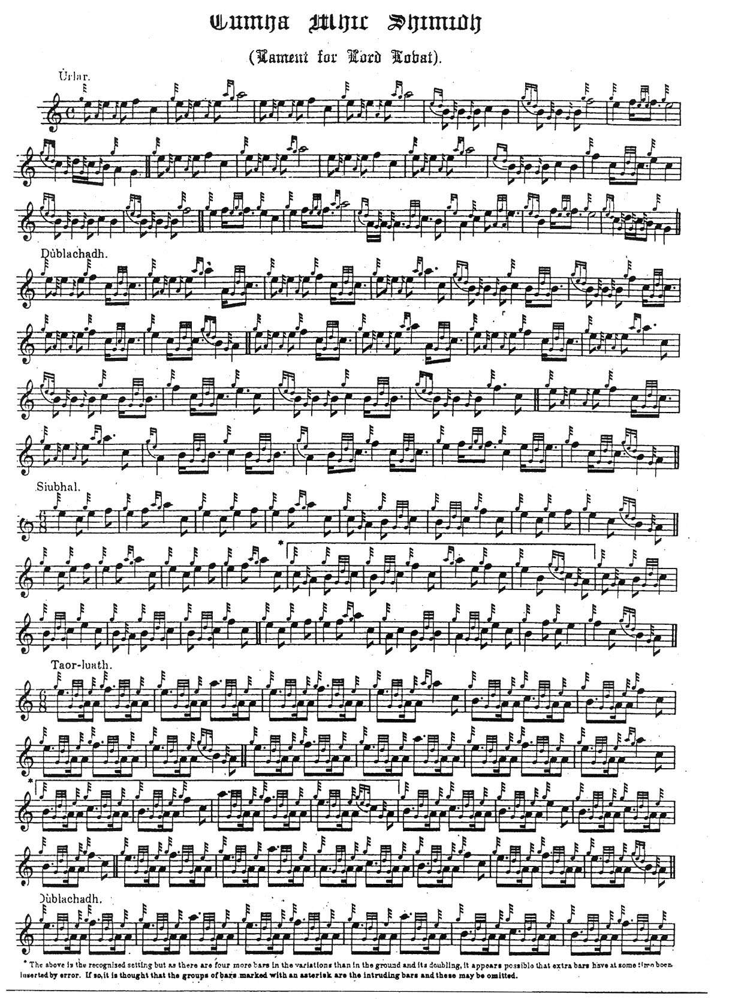 Cumha Mhic Shimidh
(Lament for Lord Lovat).
Ùrlar.
Dùblachadh.
Siubhal.
*
Taor-luath.
*
Dùblachadh.
* The above is the recognised setting but as there are four more bars in the variations than in the ground and its doubling, it appears possible that extra bars have at some time been
inserted by error. If so, it is thought that the groups of bars marked with an asterisk are the intruding bars and these may be omitted.